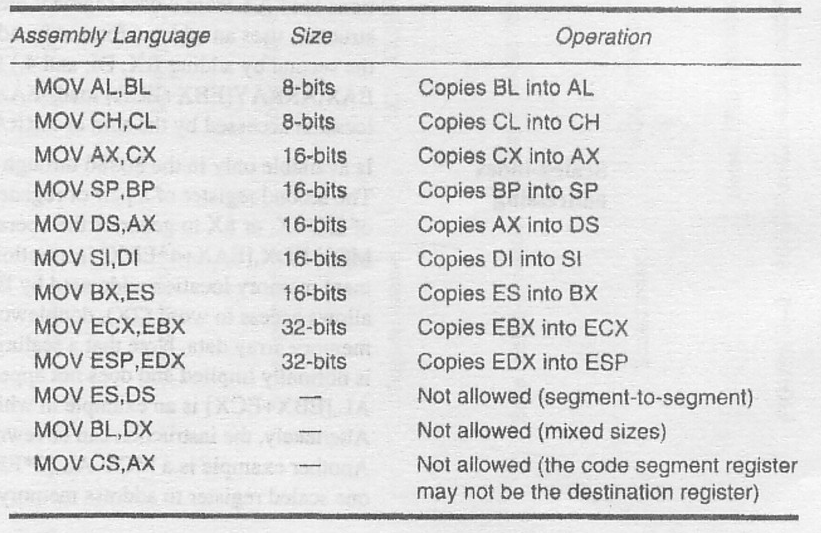 Assembly Language Size Operation
MOV AL,BL 8-bits Copies BL into AL
MOV CH,CL 8-bits Copies CL into CH
MOV AX,CX 16-bits Copies CX into AX
MOV SP,BP 16-bits Copies BP into SP
MOV DS,AX 16-bits Copies AX into DS
MOV SI,DI 16-bits Copies DI into SI
MOV BX,ES 16-bits Copies ES into BX
MOV ECX,EBX 32-bits Copies EBX into ECX
MOV ESP,EDX 32-bits Copies EDX into ESP
MOV ES,DS — Not allowed (segment-to-segment)
MOV BL,DX — Not allowed (mixed sizes)
MOV CS,AX — Not allowed (the code segment register
may not be the destination register)